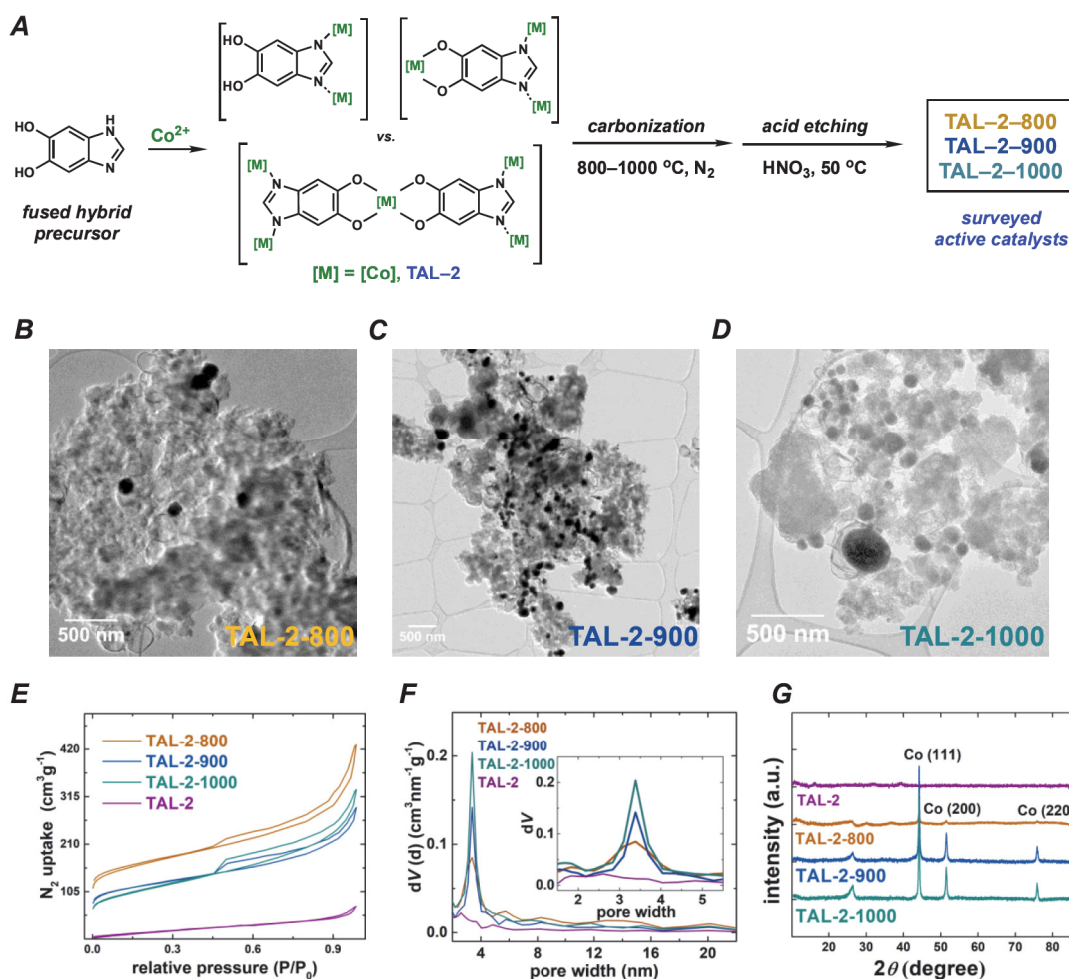 A
HO
HO
H
N
N
fused hybrid
precursor
Co2+
HO
HO
N
N
[M]
[M]
vs.
[M]
O
O
N
N
[M]
[M]
[M]
[M]
N
N
O
O
[M]
O
O
N
N
[M]
[M]
[M] = [Co], TAL–2
carbonization
800–1000 °C, N2
acid etching
HNO3, 50 °C
TAL–2–800
TAL–2–900
TAL–2–1000
surveyed
active catalysts
B
500 nm
TAL-2-800
C
500 nm
TAL-2-900
D
500 nm
TAL-2-1000
E
N2 uptake (cm3g-1)
420
315
210
105
TAL-2-800
TAL-2-900
TAL-2-1000
TAL-2
0.0 0.3 0.6 0.9
relative pressure (P/P0)
F
dV (d) (cm3nm-1g-1)
0.2
0.1
0.0
TAL-2-800
TAL-2-900
TAL-2-1000
TAL-2
dV
0.2
0.1
0.0
2 3 4 5
pore width
4 8 12 16 20
pore width (nm)
G
intensity (a.u.)
Co (111)
Co (200)
Co (220)
TAL-2
TAL-2-800
TAL-2-900
TAL-2-1000
20 30 40 50 60 70 80
2θ (degree)